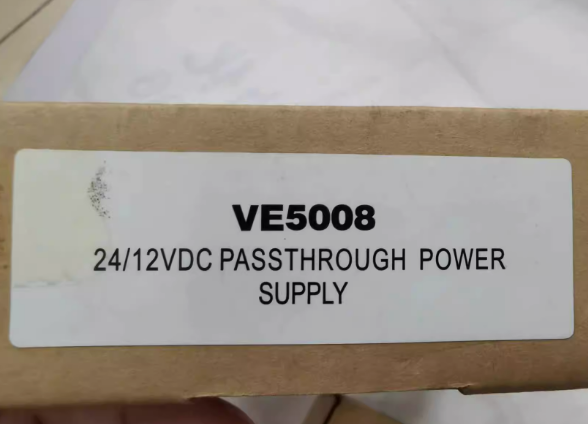 VE5008
24/12VDC PASSTHROUGH POWER
SUPPLY